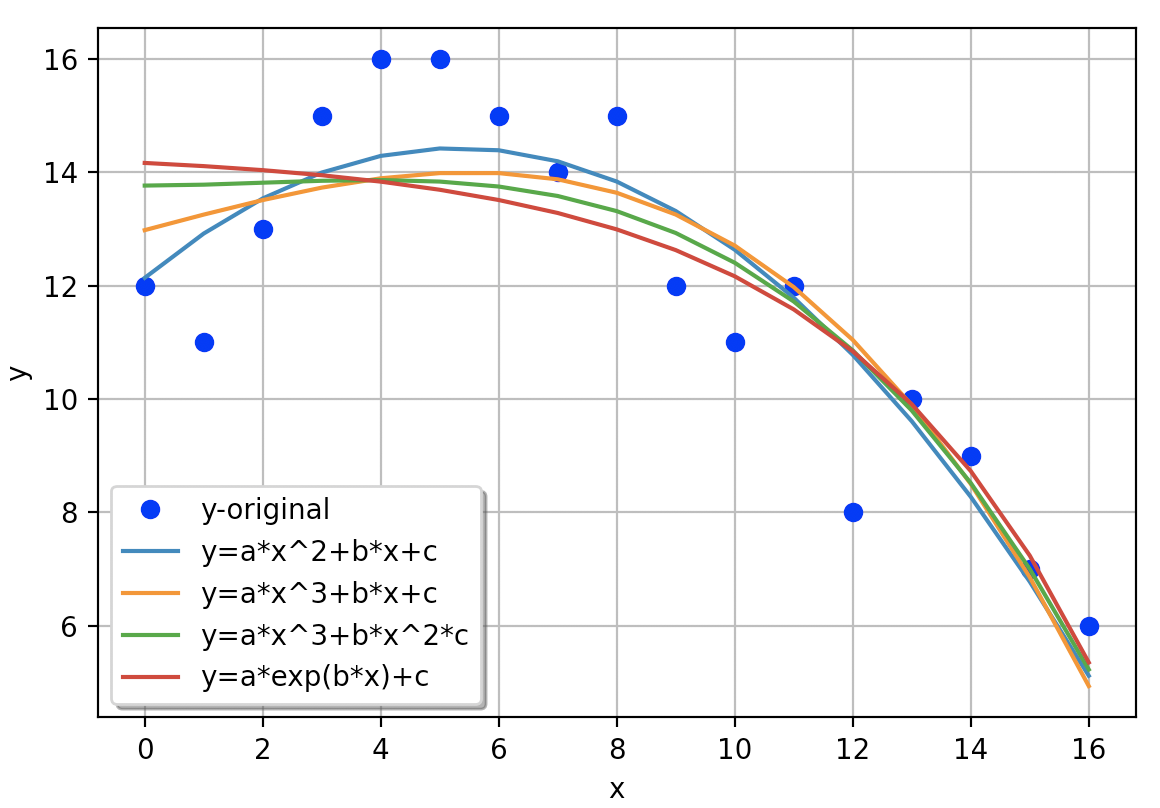 16
14
12
10
8
6
y
y-original
y=a*x^2+b*x+c
y=a*x^3+b*x+c
y=a*x^3+b*x^2*c
y=a*exp(b*x)+c
0 2 4 6 8 10 12 14 16
x